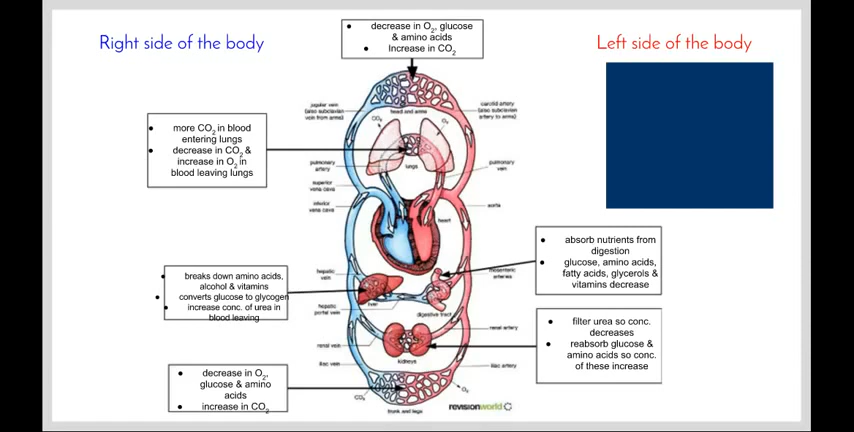 Right side of the body
decrease in O2, glucose
& amino acids
Increase in CO2
Left side of the body
jugular vein
(also subclavian
vein from arms)
head and arms
carotid artery
(also subclavian
artery to arms)
more CO2 in blood
entering lungs
decrease in CO2 &
increase in O2 in
blood leaving lungs
CO2
O2
lungs
pulmonary
artery
pulmonary
vein
superior
vena cava
inferior
vena cava
aorta
heart
absorb nutrients from
digestion
glucose, amino acids,
fatty acids, glycerols &
vitamins decrease
breaks down amino acids,
alcohol & vitamins
converts glucose to glycogen
increase conc. of urea in
blood leaving
hepatic
vein
mesenteric
arteries
liver
hepatic
portal vein
digestive tract
filter urea so conc.
decreases
reabsorb glucose &
amino acids so conc.
of these increase
renal artery
renal vein
kidneys
iliac vein
iliac artery
decrease in O2,
glucose & amino
acids
increase in CO2
CO2
O2
trunk and legs
revisionworld